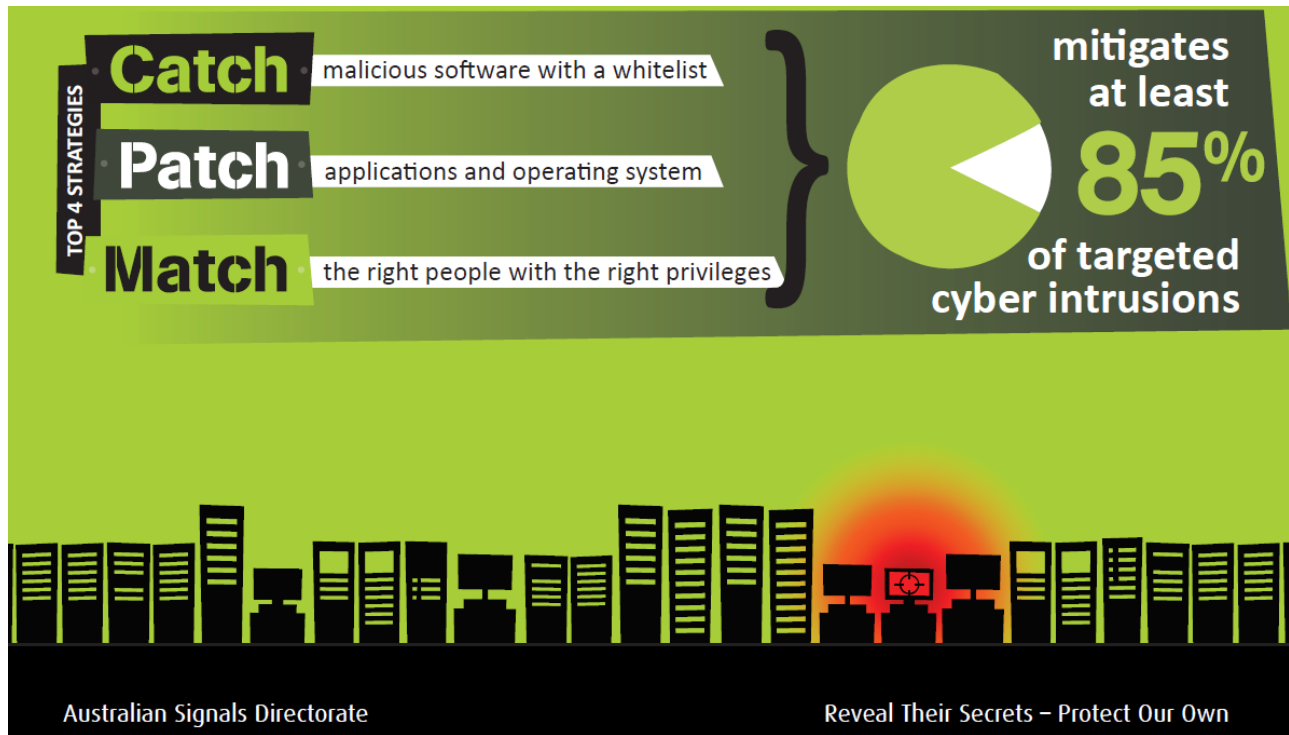 TOP 4 STRATEGIES
Catch malicious software with a whitelist
Patch applications and operating system
Match the right people with the right privileges
mitigates
at least
85%
of targeted
cyber intrusions
Australian Signals Directorate
Reveal Their Secrets – Protect Our Own